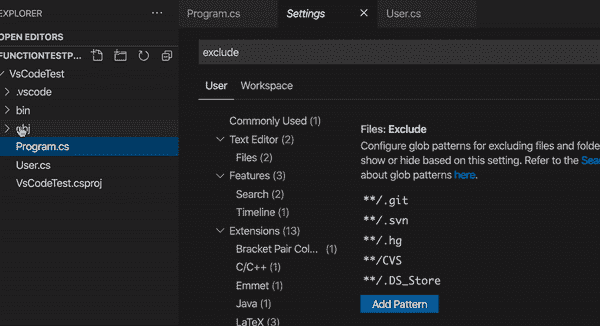 EXPLORER
OPEN EDITORS
FUNCTIONTESTP...
VsCodeTest
.vscode
bin
obj
Program.cs
User.cs
VsCodeTest.csproj
Program.cs Settings User.cs
exclude
User Workspace
Commonly Used (1)
Text Editor (2)
Files (2)
Features (3)
Search (2)
Timeline (1)
Extensions (13)
Bracket Pair Col... (1)
C/C++ (1)
Emmet (1)
Java (1)
LaTeX (3)
Files: Exclude
Configure glob patterns for excluding files and folde
show or hide based on this setting. Refer to the Sea
about glob patterns here.
**/.git
**/.svn
**/.hg
**/CVS
**/.DS_Store
Add Pattern